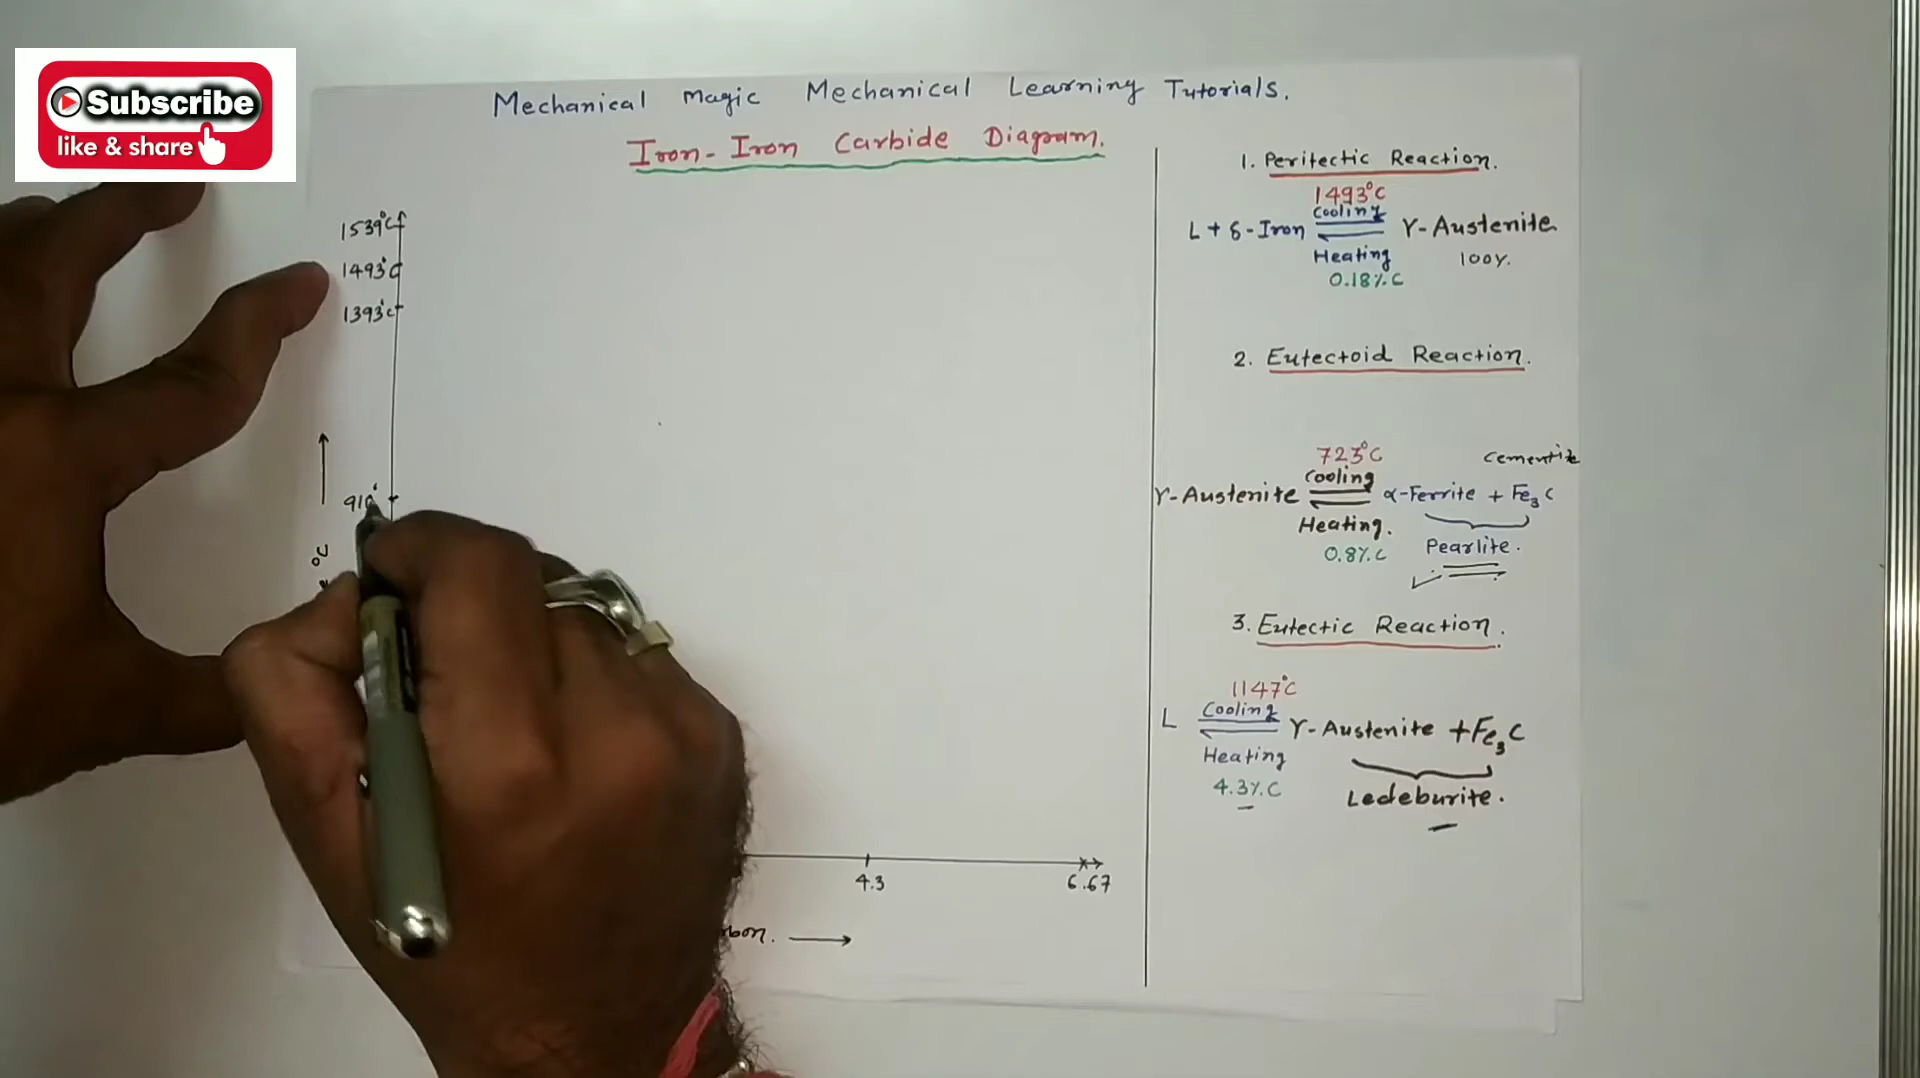 Subscribe
like & share
Mechanical Magic Mechanical Learning Tutorials.
Iron-Iron Carbide Diagram.
1539°C
1493°C
1393°C
910°
°C
4.3
6.67
1. Peritectic Reaction.
1493°C
Cooling
L + δ-Iron ⇌ γ-Austenite
Heating
100%.
0.18%.C
2. Eutectoid Reaction.
723°C
Cementite
Cooling
γ-Austenite ⇌ α-Ferrite + Fe₃C
Heating.
0.8%.C
Pearlite.
3. Eutectic Reaction.
1147°C
Cooling
L ⇌ γ-Austenite + Fe₃C
Heating
4.3%.C
Ledeburite.